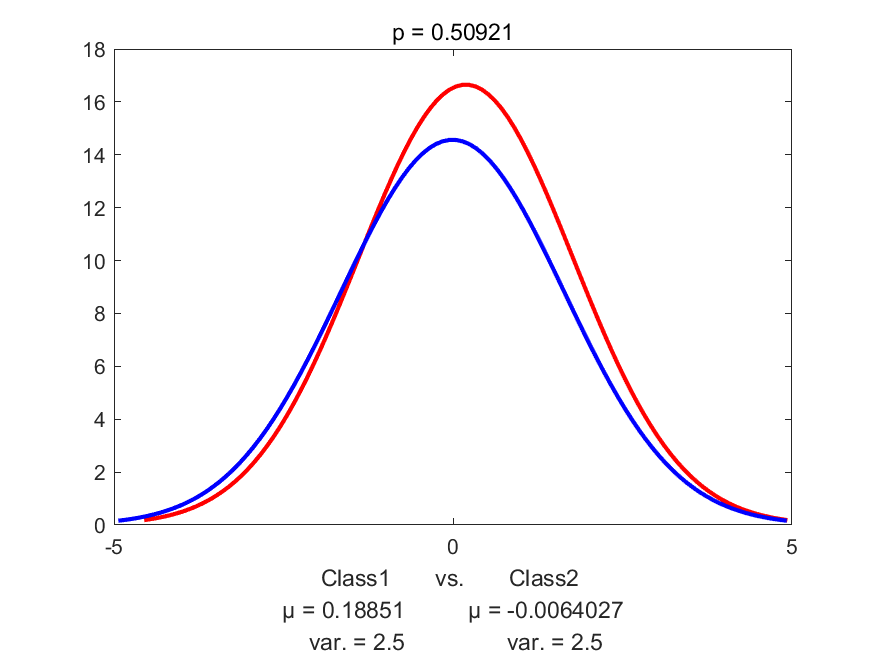 p = 0.50921
18
16
14
12
10
8
6
4
2
0
-5 0 5
Class1 vs. Class2
μ = 0.18851 μ = -0.0064027
var. = 2.5 var. = 2.5